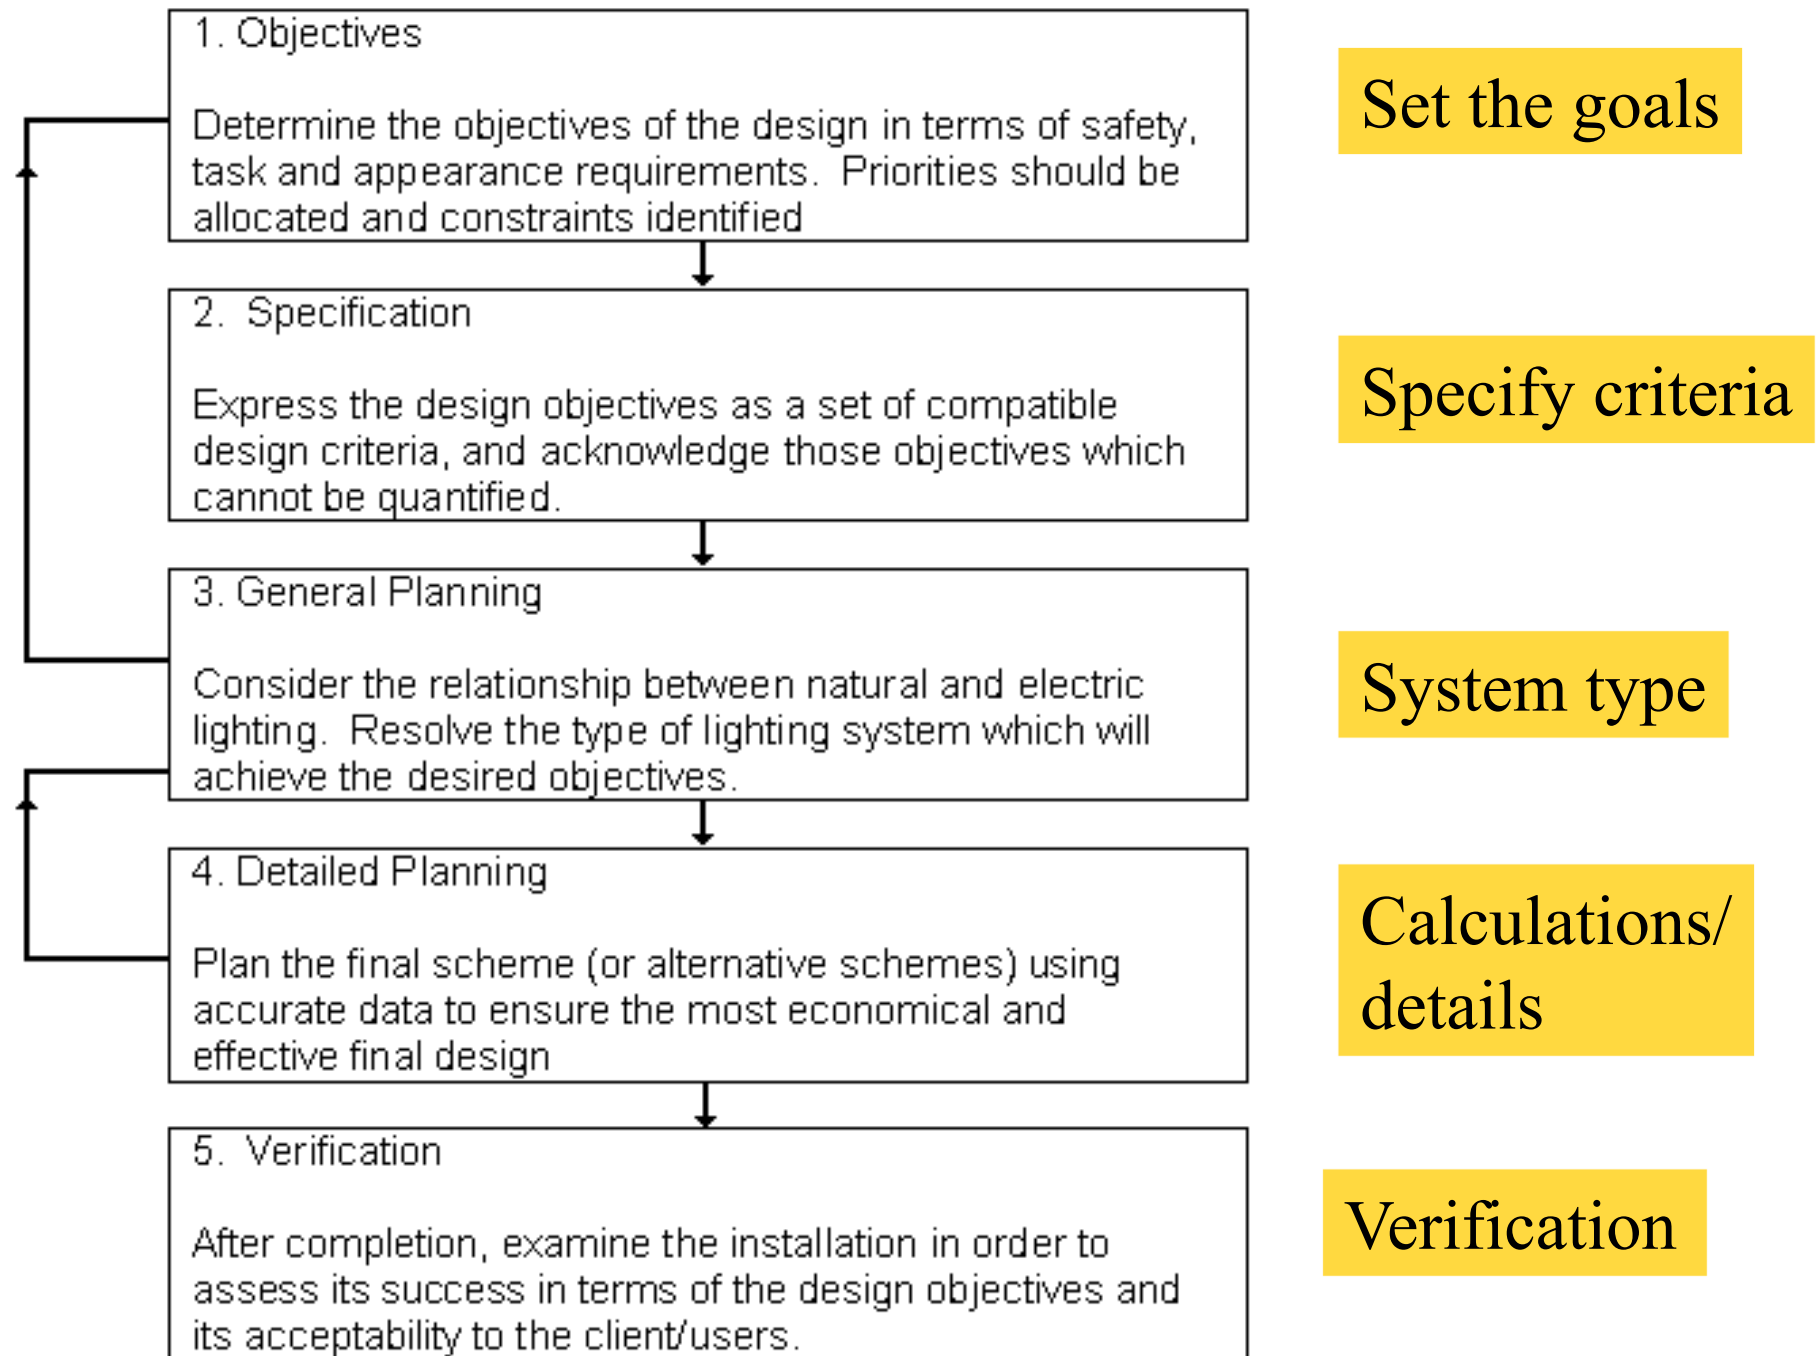 1. Objectives
Determine the objectives of the design in terms of safety,
task and appearance requirements.  Priorities should be
allocated and constraints identified
Set the goals
2.  Specification
Express the design objectives as a set of compatible
design criteria, and acknowledge those objectives which
cannot be quantified.
Specify criteria
3. General Planning
Consider the relationship between natural and electric
lighting.  Resolve the type of lighting system which will
achieve the desired objectives.
System type
4. Detailed Planning
Plan the final scheme (or alternative schemes) using
accurate data to ensure the most economical and
effective final design
Calculations/
details
5.  Verification
After completion, examine the installation in order to
assess its success in terms of the design objectives and
its acceptability to the client/users.
Verification